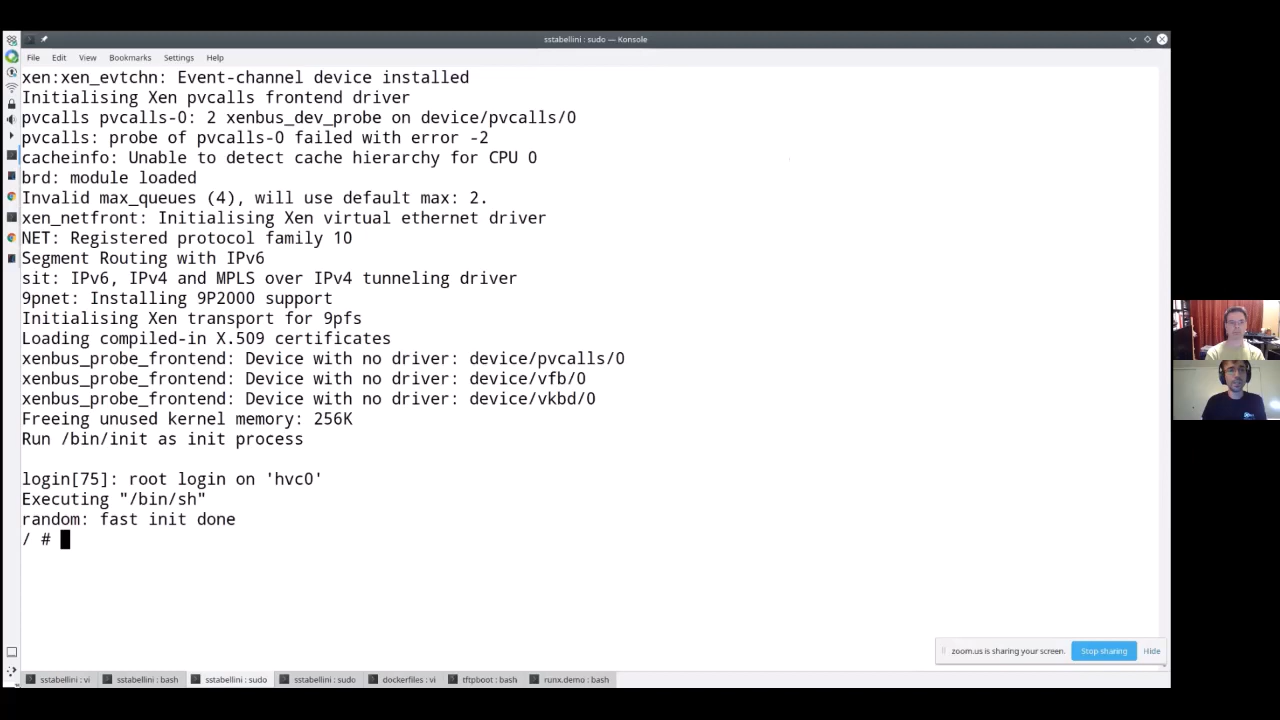 sstabellini : sudo — Konsole
File Edit View Bookmarks Settings Help
xen:xen_evtchn: Event-channel device installed
Initialising Xen pvcalls frontend driver
pvcalls pvcalls-0: 2 xenbus_dev_probe on device/pvcalls/0
pvcalls: probe of pvcalls-0 failed with error -2
cacheinfo: Unable to detect cache hierarchy for CPU 0
brd: module loaded
Invalid max_queues (4), will use default max: 2.
xen_netfront: Initialising Xen virtual ethernet driver
NET: Registered protocol family 10
Segment Routing with IPv6
sit: IPv6, IPv4 and MPLS over IPv4 tunneling driver
9pnet: Installing 9P2000 support
Initialising Xen transport for 9pfs
Loading compiled-in X.509 certificates
xenbus_probe_frontend: Device with no driver: device/pvcalls/0
xenbus_probe_frontend: Device with no driver: device/vfb/0
xenbus_probe_frontend: Device with no driver: device/vkbd/0
Freeing unused kernel memory: 256K
Run /bin/init as init process
login[75]: root login on 'hvc0'
Executing "/bin/sh"
random: fast init done
/ #
zoom.us is sharing your screen. Stop sharing Hide
sstabellini : vi sstabellini : bash sstabellini : sudo sstabellini : sudo dockerfiles : vi tftpboot : bash runx.demo : bash